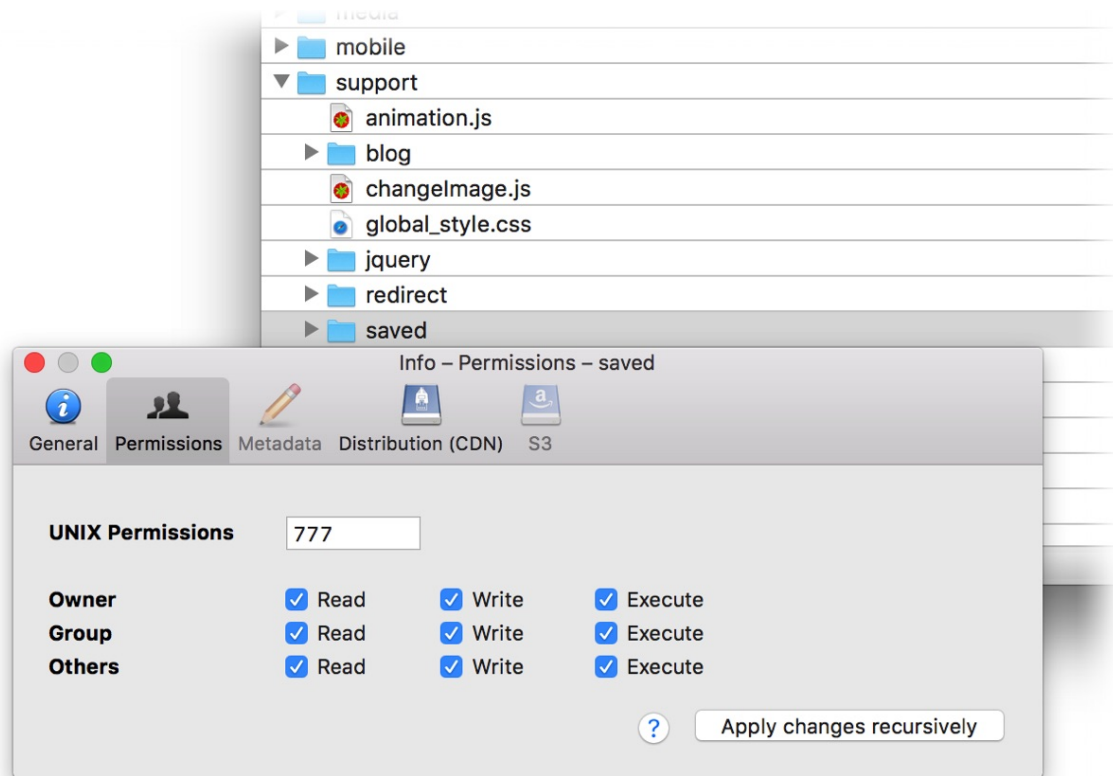 media
mobile
support
animation.js
blog
changeImage.js
global_style.css
jquery
redirect
saved
Info – Permissions – saved
General Permissions Metadata Distribution (CDN) S3
UNIX Permissions 777
Owner Read Write Execute
Group Read Write Execute
Others Read Write Execute
? Apply changes recursively